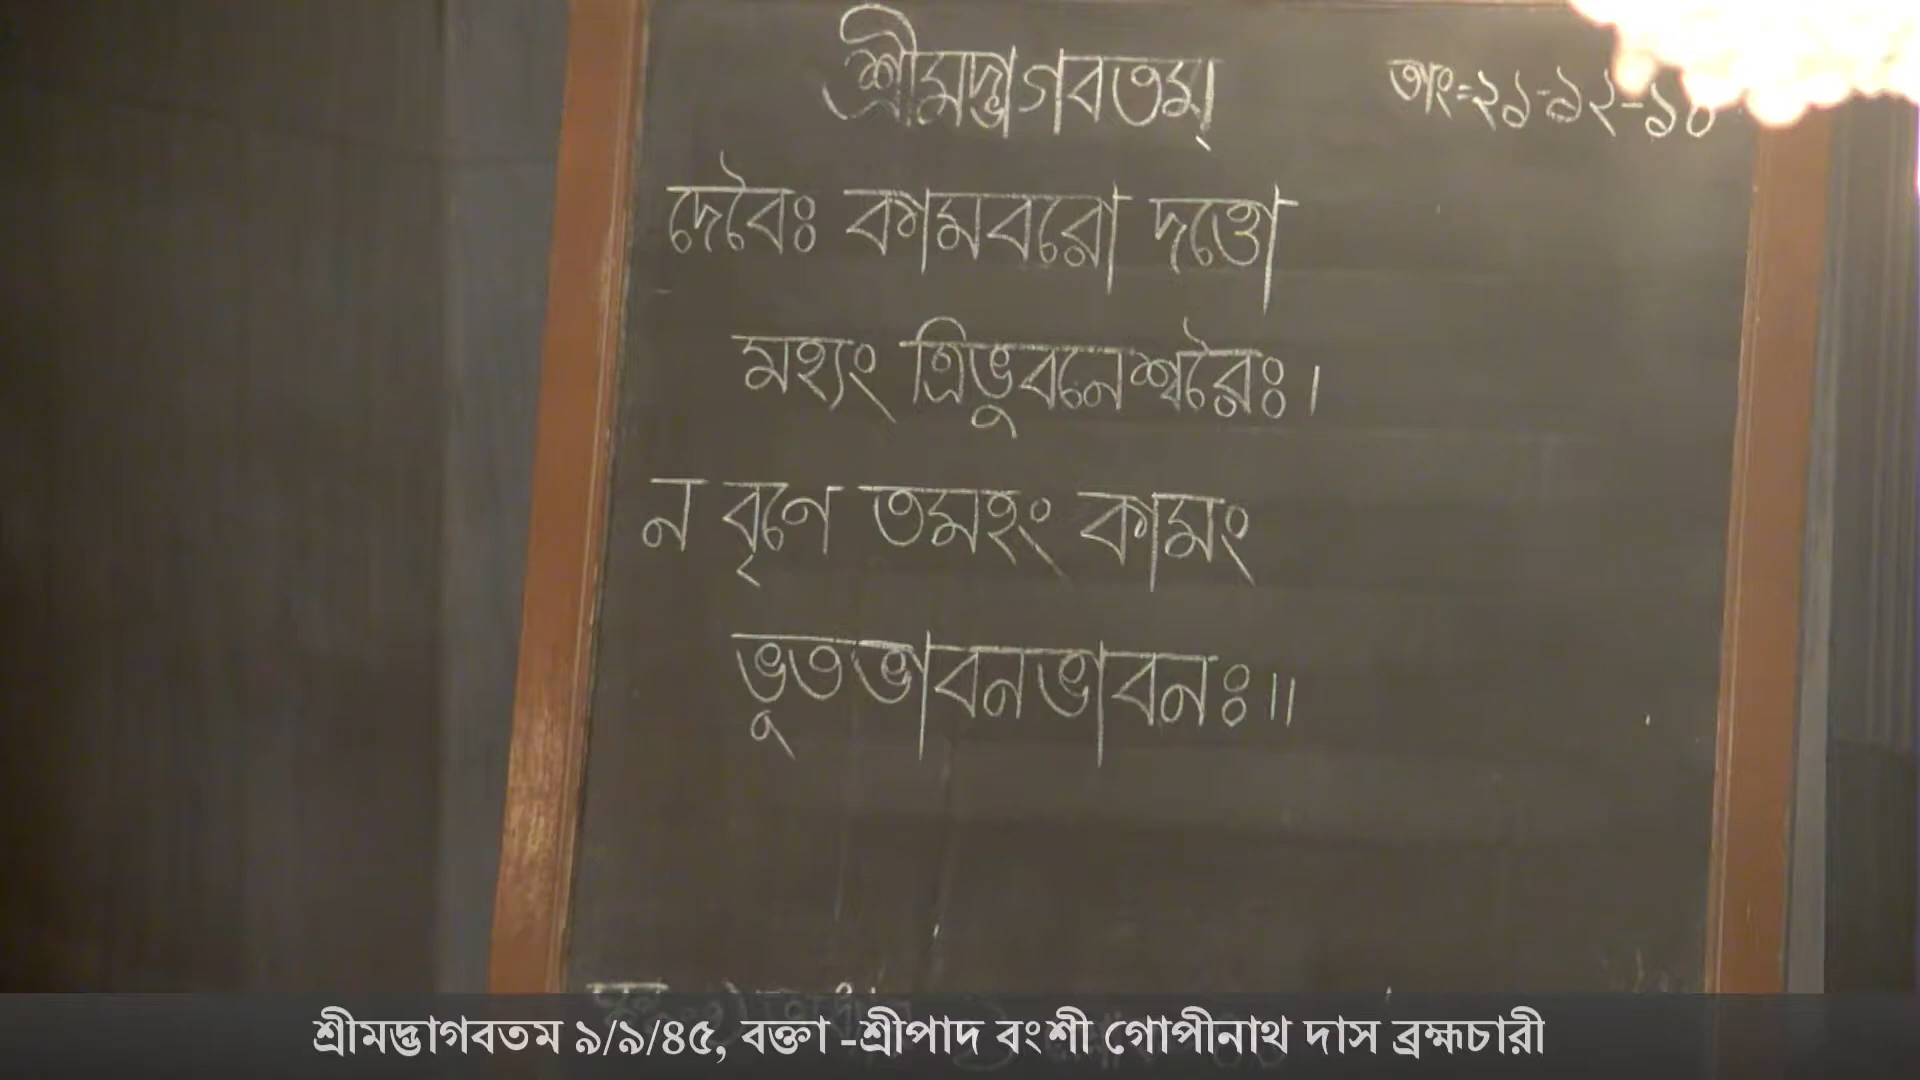 শ্রীমদ্ভাগবতম্
তাং=২১-১২-১০
দেবৈঃ কামবরো দত্তো
মহ্যং ত্রিভুবনেশ্বরৈঃ।
ন বৃণে তমহং কামং
ভূতভাবনভাবনঃ॥
শ্রীমদ্ভাগবতম ৯/৯/৪৫, বক্তা -শ্রীপাদ বংশী গোপীনাথ দাস ব্রহ্মচারী